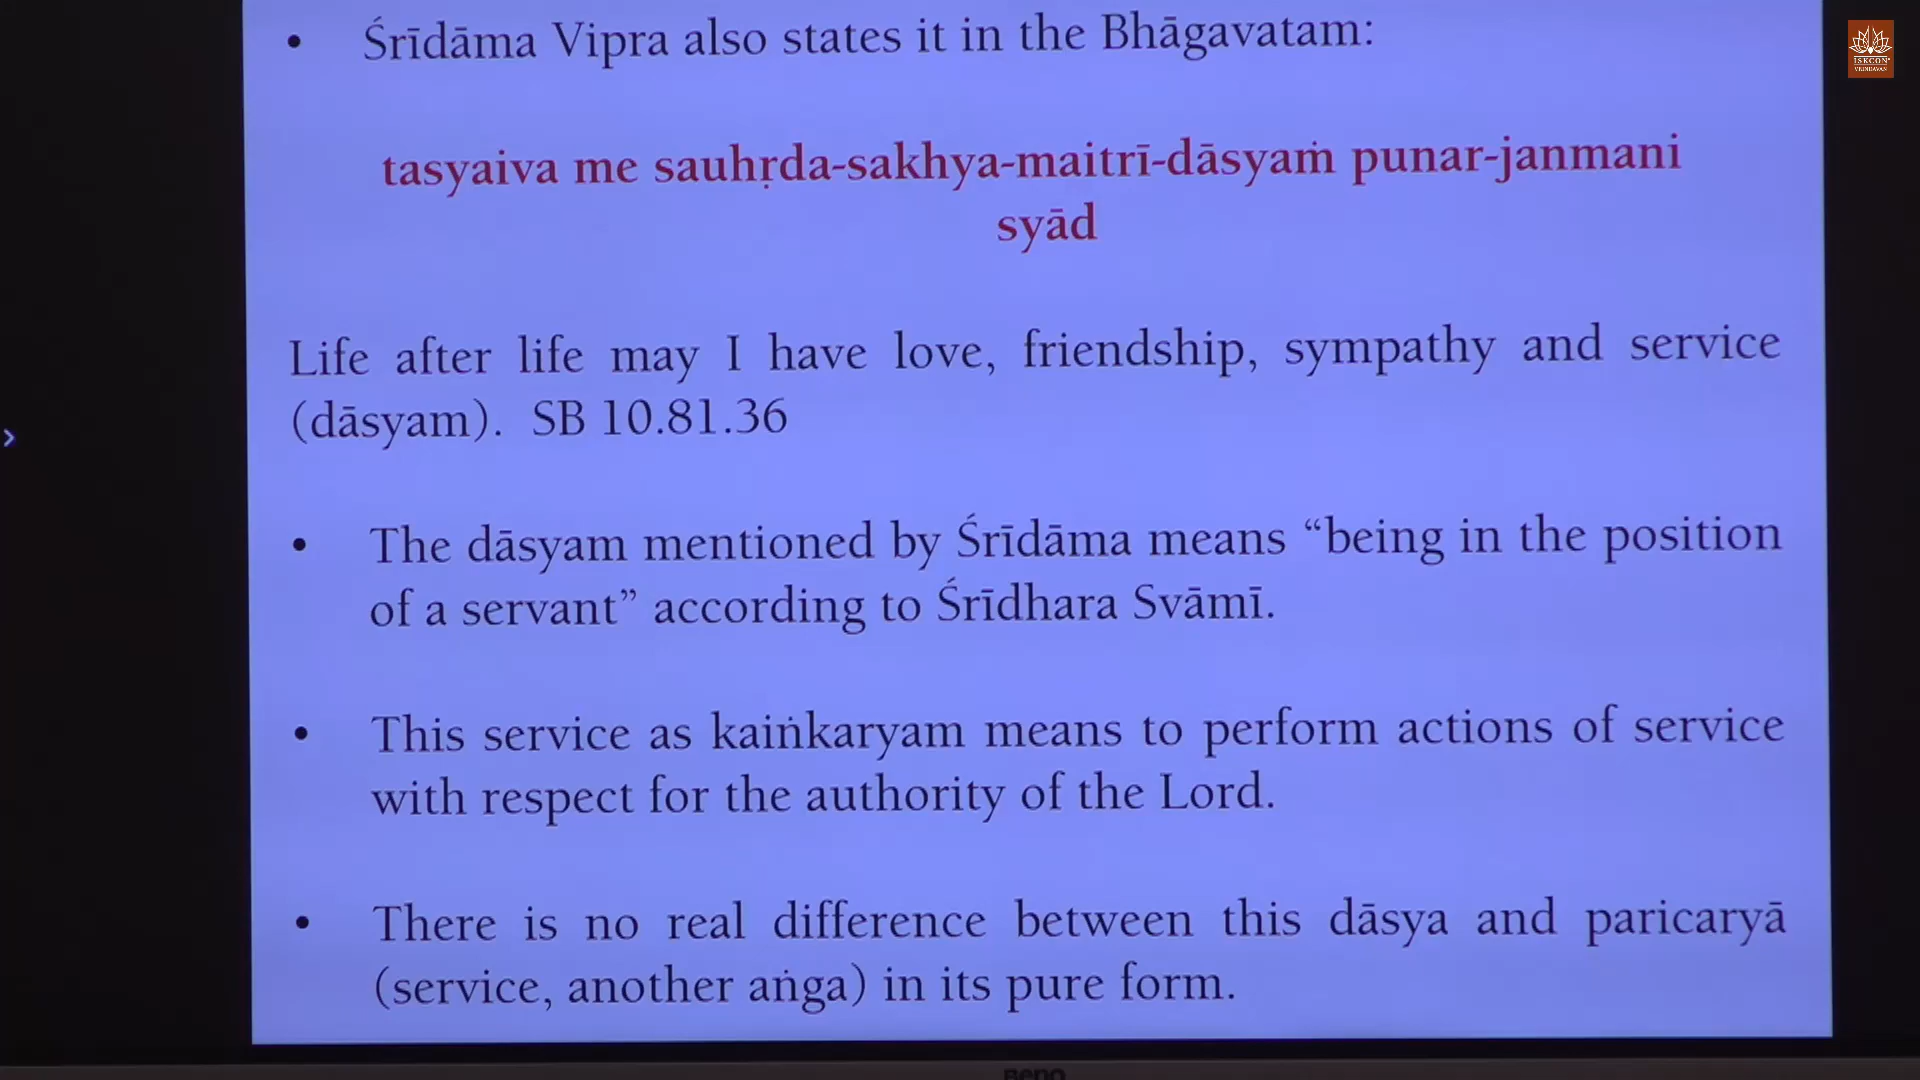 • Śrīdāma Vipra also states it in the Bhāgavatam:
ISKCON
VRINDAVAN
tasyaiva me sauhṛda-sakhya-maitrī-dāsyaṁ punar-janmani
syād
Life after life may I have love, friendship, sympathy and service
(dāsyam). SB 10.81.36
• The dāsyam mentioned by Śrīdāma means “being in the position
of a servant” according to Śrīdhara Svāmī.
• This service as kaiṅkaryam means to perform actions of service
with respect for the authority of the Lord.
• There is no real difference between this dāsya and paricaryā
(service, another aṅga) in its pure form.
BenQ